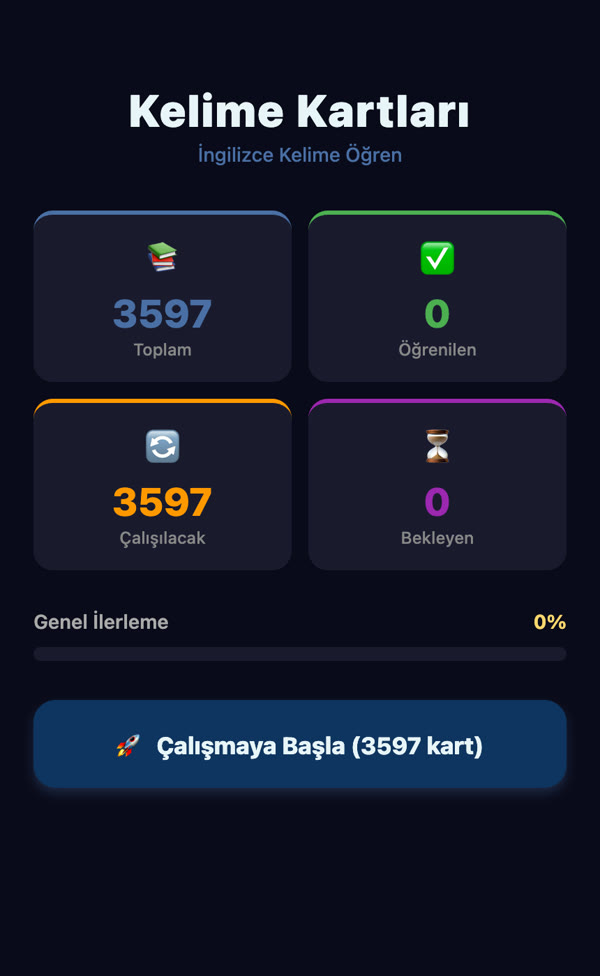 Kelime Kartları
İngilizce Kelime Öğren
3597
Toplam
0
Öğrenilen
3597
Çalışılacak
0
Bekleyen
Genel İlerleme
0%
Çalışmaya Başla (3597 kart)